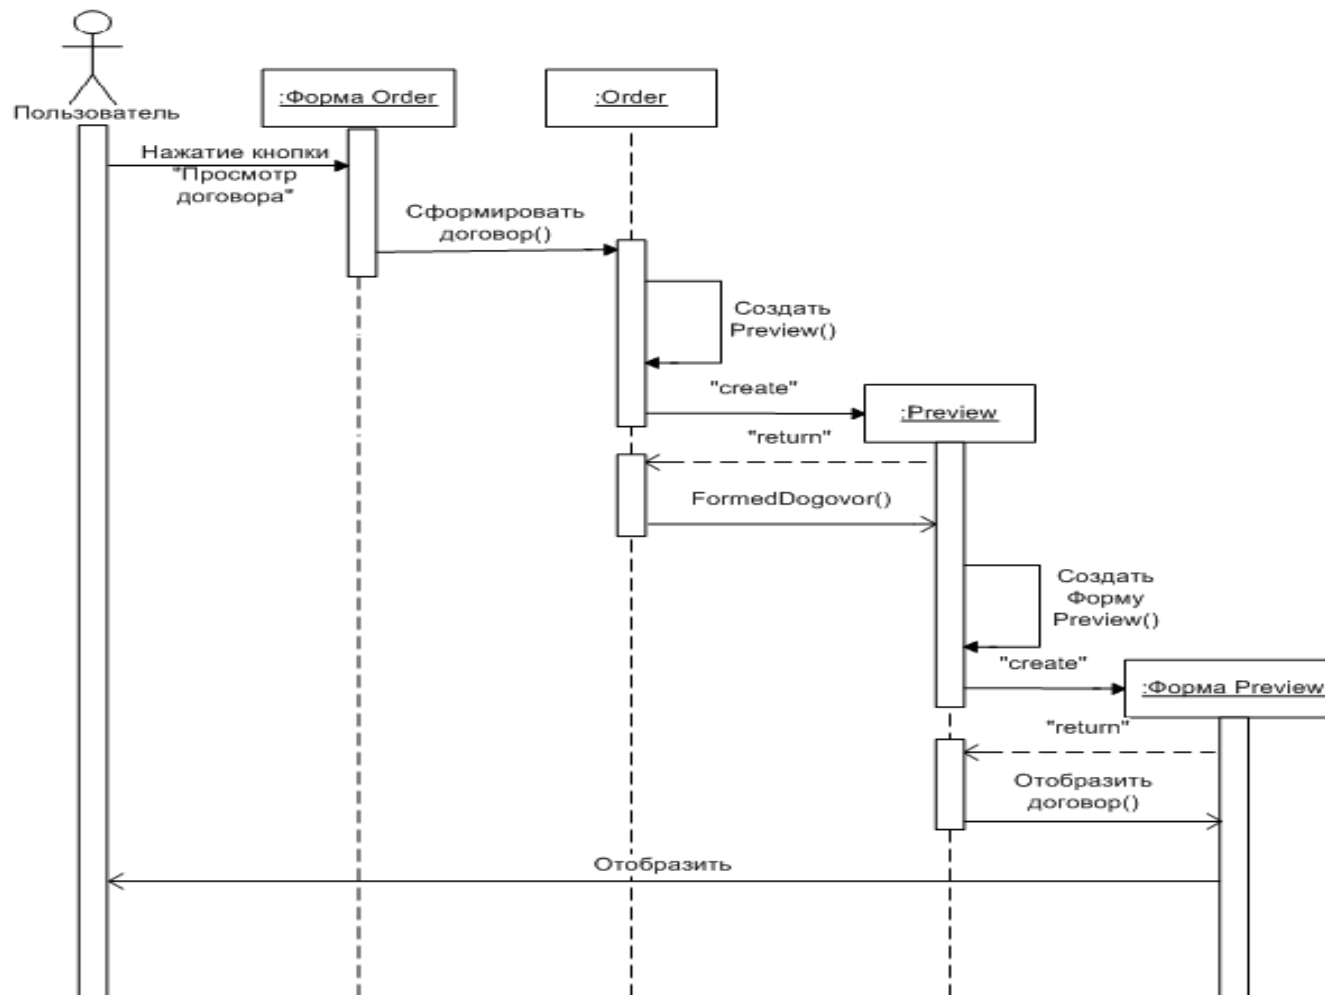 Пользователь
:Форма Order
:Order
Нажатие кнопки
"Просмотр
договора"
Сформировать
договор()
Создать
Preview()
"create"
:Preview
"return"
FormedDogovor()
Создать
Форму
Preview()
"create"
:Форма Preview
"return"
Отобразить
договор()
Отобразить